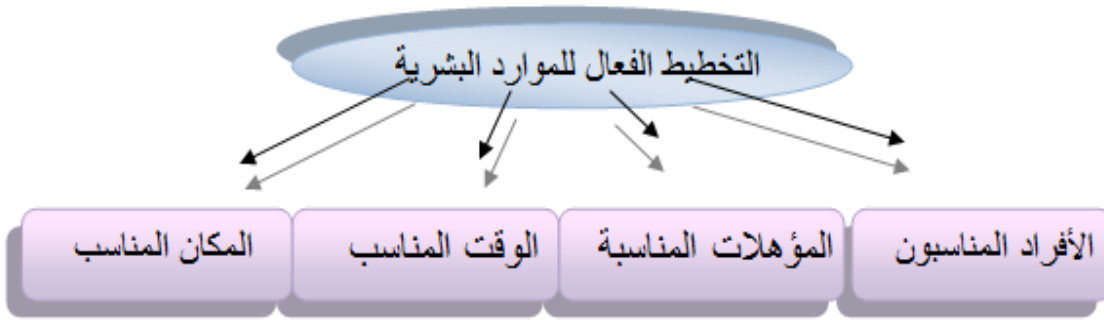 التخطيط الفعال للموارد البشرية
الأفراد المناسبون
المؤهلات المناسبة
الوقت المناسب
المكان المناسب